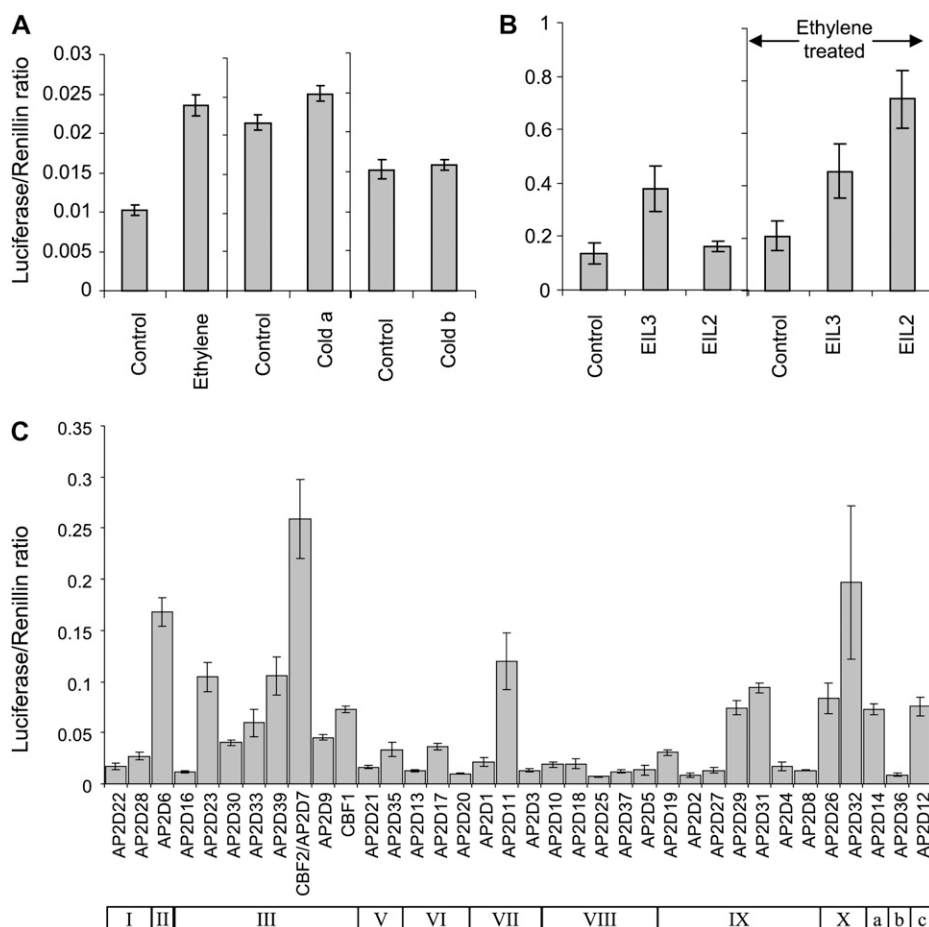 A
Luciferase/Renillin ratio
0.03
0.025
0.02
0.015
0.01
0.005
0
Control
Ethylene
Control
Cold a
Control
Cold b
B
1
0.8
0.6
0.4
0.2
0
Ethylene
treated
Control
EIL3
EIL2
Control
EIL3
EIL2
C
Luciferase/Renillin ratio
0.35
0.3
0.25
0.2
0.15
0.1
0.05
0
AP2D22
AP2D28
AP2D6
AP2D16
AP2D23
AP2D30
AP2D33
AP2D39
CBF2/AP2D7
AP2D9
CBF1
AP2D21
AP2D35
AP2D13
AP2D17
AP2D20
AP2D1
AP2D11
AP2D3
AP2D10
AP2D18
AP2D25
AP2D37
AP2D5
AP2D19
AP2D2
AP2D27
AP2D29
AP2D31
AP2D4
AP2D8
AP2D26
AP2D32
AP2D14
AP2D36
AP2D12
I II III V VI VII VIII IX X a b c